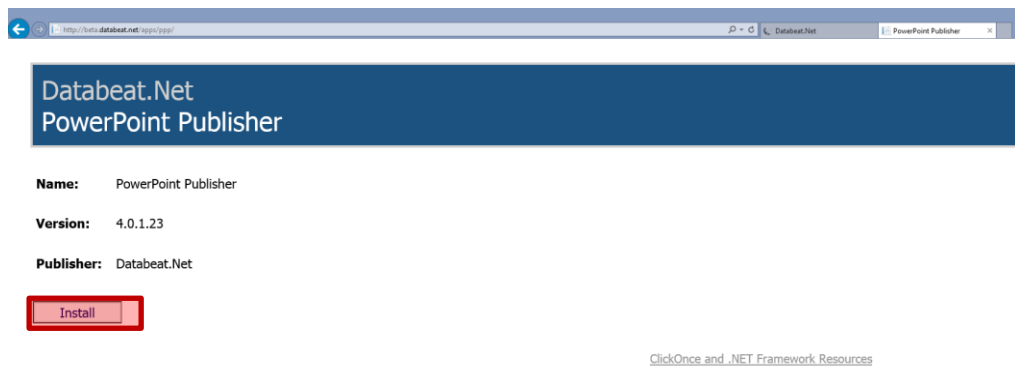 http://beta.databeat.net/apps/ppp/
Databeat.Net
PowerPoint Publisher
Databeat.Net
PowerPoint Publisher
Name: PowerPoint Publisher
Version: 4.0.1.23
Publisher: Databeat.Net
Install
ClickOnce and .NET Framework Resources